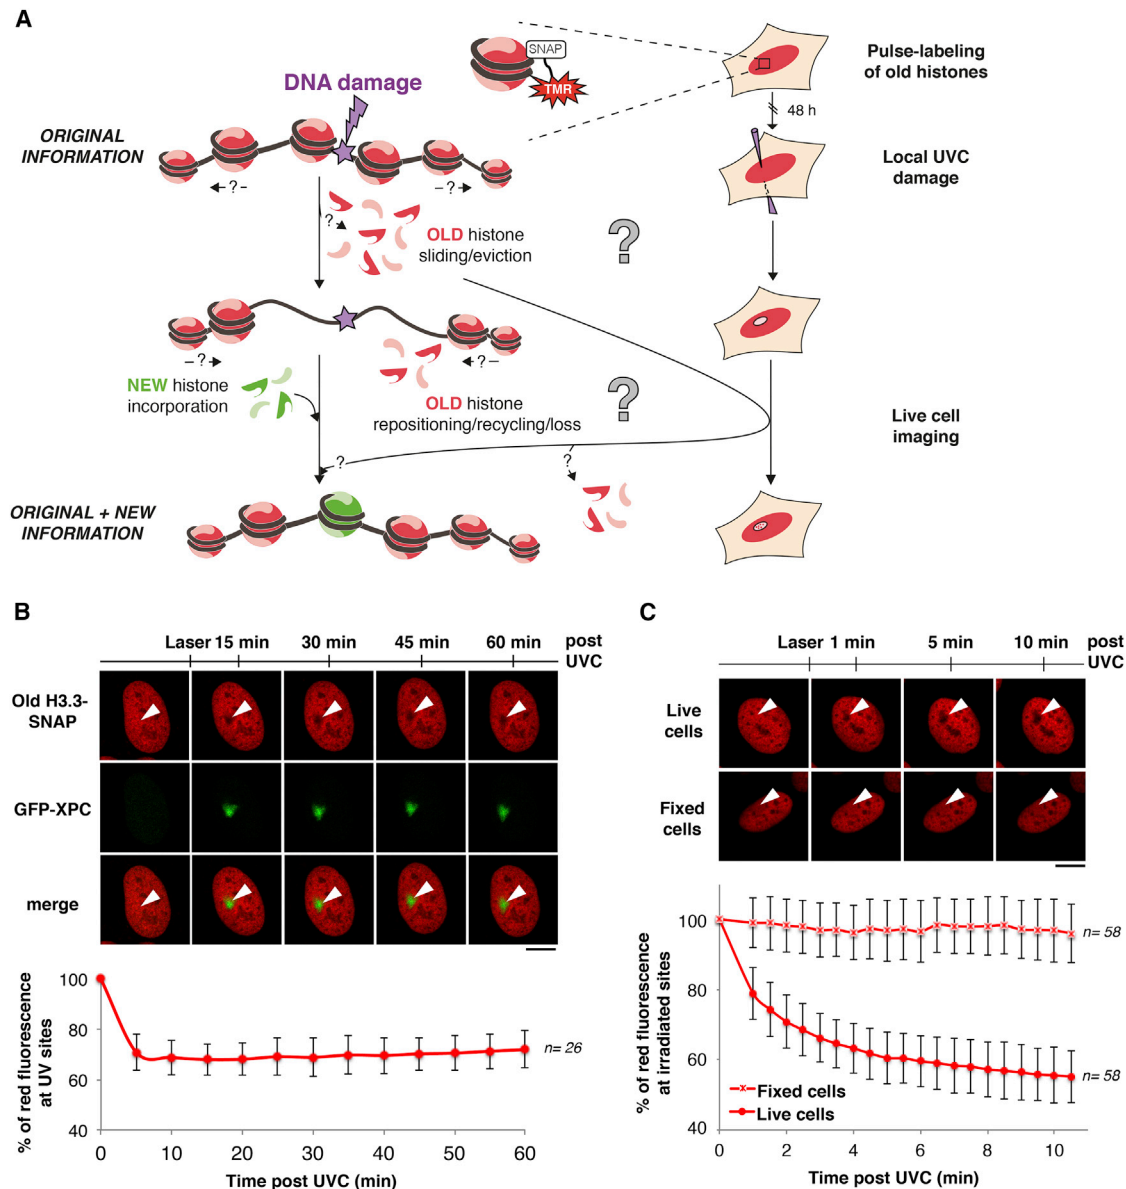 A
SNAP
TMR
Pulse-labeling
of old histones
DNA damage
48 h
ORIGINAL
INFORMATION
Local UVC
damage
?
?
?
OLD histone
sliding/eviction
?
?
?
NEW histone
incorporation
OLD histone
repositioning/recycling/loss
?
Live cell
imaging
?
?
ORIGINAL + NEW
INFORMATION
B
Laser 15 min 30 min 45 min 60 min post
UVC
Old H3.3-
SNAP
GFP-XPC
merge
% of red fluorescence
at UV sites
100
80
60
40
n= 26
0 10 20 30 40 50 60
Time post UVC (min)
C
Laser 1 min 5 min 10 min post
UVC
Live
cells
Fixed
cells
% of red fluorescence
at irradiated sites
100
80
60
40
n= 58
n= 58
Fixed cells
Live cells
0 2 4 6 8 10
Time post UVC (min)